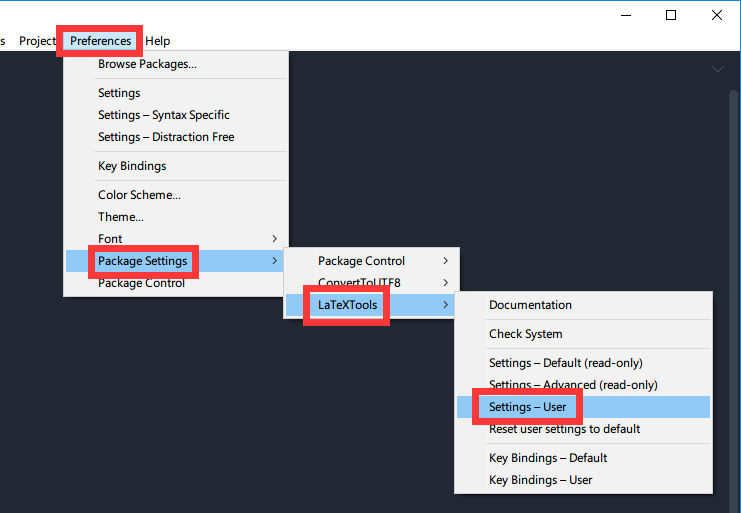 s Project Preferences Help
Browse Packages...
Settings
Settings – Syntax Specific
Settings – Distraction Free
Key Bindings
Color Scheme...
Theme...
Font
Package Settings
Package Control
Package Control
ConvertToUTF8
LaTeXTools
Documentation
Check System
Settings – Default (read-only)
Settings – Advanced (read-only)
Settings – User
Reset user settings to default
Key Bindings – Default
Key Bindings – User